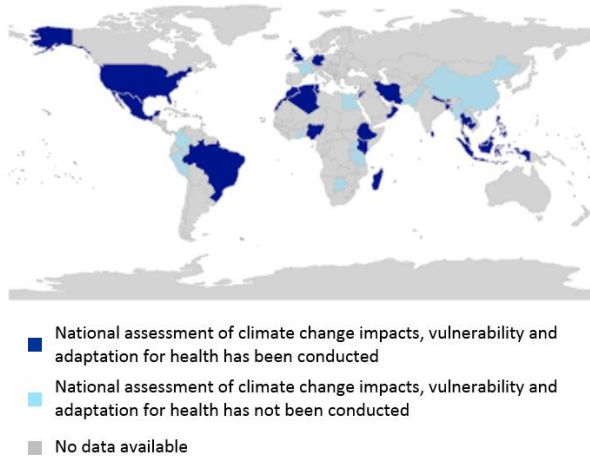 National assessment of climate change impacts, vulnerability and
adaptation for health has been conducted
National assessment of climate change impacts, vulnerability and
adaptation for health has not been conducted
No data available